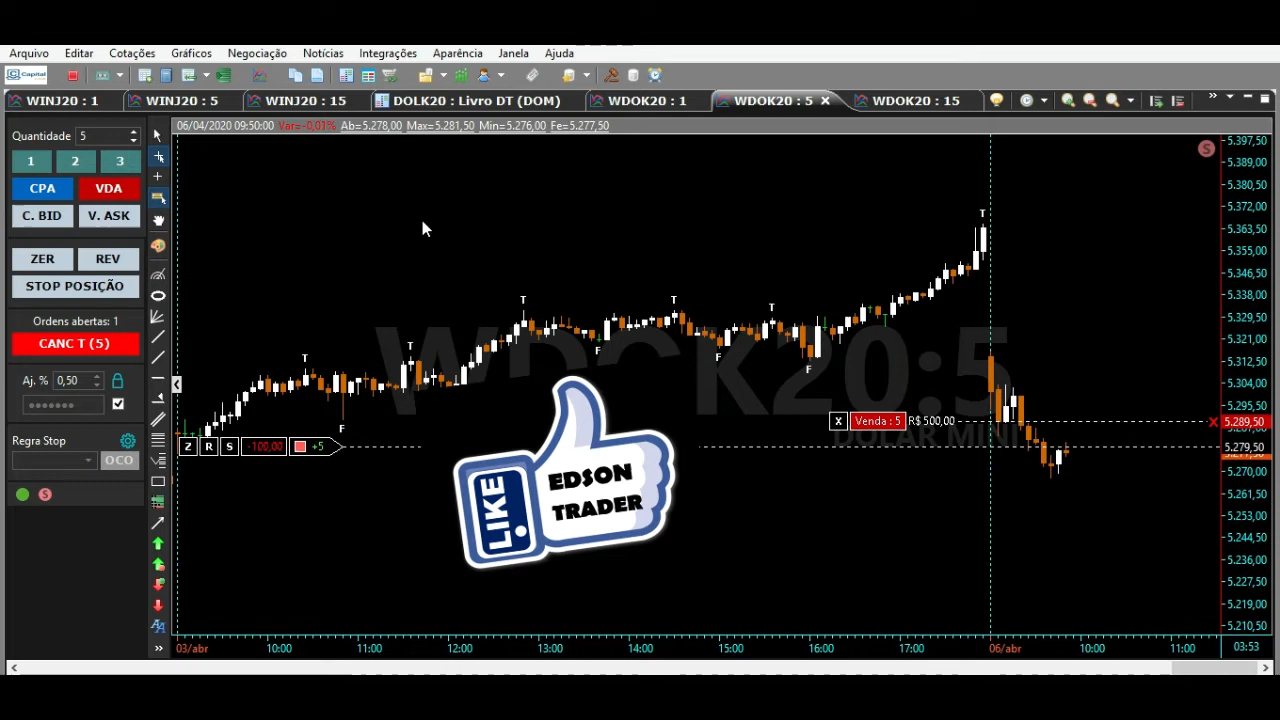 Arquivo Editar Cotações Gráficos Negociação Notícias Integrações Aparência Janela Ajuda
Capital
WINJ20 : 1 WINJ20 : 5 WINJ20 : 15 DOLK20 : Livro DT (DOM) WDOK20 : 1 WDOK20 : 5 WDOK20 : 15
06/04/2020 09:50:00 Var=-0,01% Ab=5.278,00 Max=5.281,50 Min=5.276,00 Fe=5.277,50
Quantidade 5
1 2 3
CPA VDA
C. BID V. ASK
ZER REV
STOP POSIÇÃO
Ordens abertas: 1
CANC T (5)
Aj. % 0,50
Regra Stop
OCO
S
WDOK20:5
DOLAR MINI
S
T
T
T
T
T
T
F
F
F
F
X Venda : 5 R$ 500,00
Z R S -100,00 +5
LIKE
EDSON
TRADER
5.397,50
5.389,00
5.380,50
5.372,00
5.363,50
5.355,00
5.346,50
5.338,00
5.329,50
5.321,00
5.312,50
5.304,00
5.295,50
5.289,50
5.279,50
5.270,00
5.261,50
5.253,00
5.244,50
5.236,00
5.227,50
5.219,00
5.210,50
03/abr 10:00 11:00 12:00 13:00 14:00 15:00 16:00 17:00 06/abr 10:00 11:00 03:53